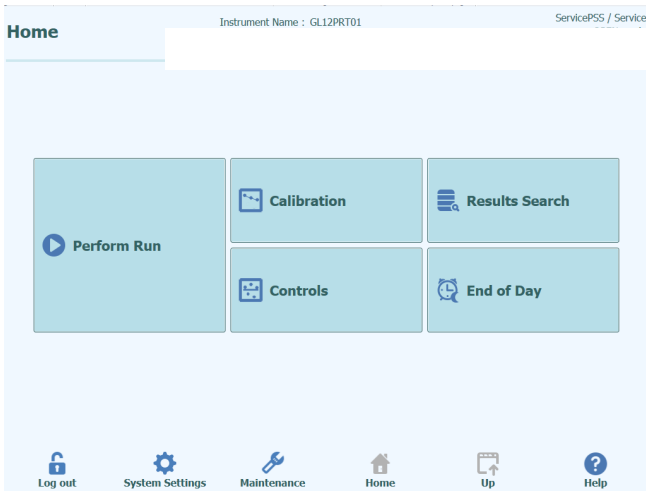 Home
Instrument Name : GL12PRT01
ServicePSS / Service
Perform Run
Calibration
Results Search
Controls
End of Day
Log out
System Settings
Maintenance
Home
Up
Help